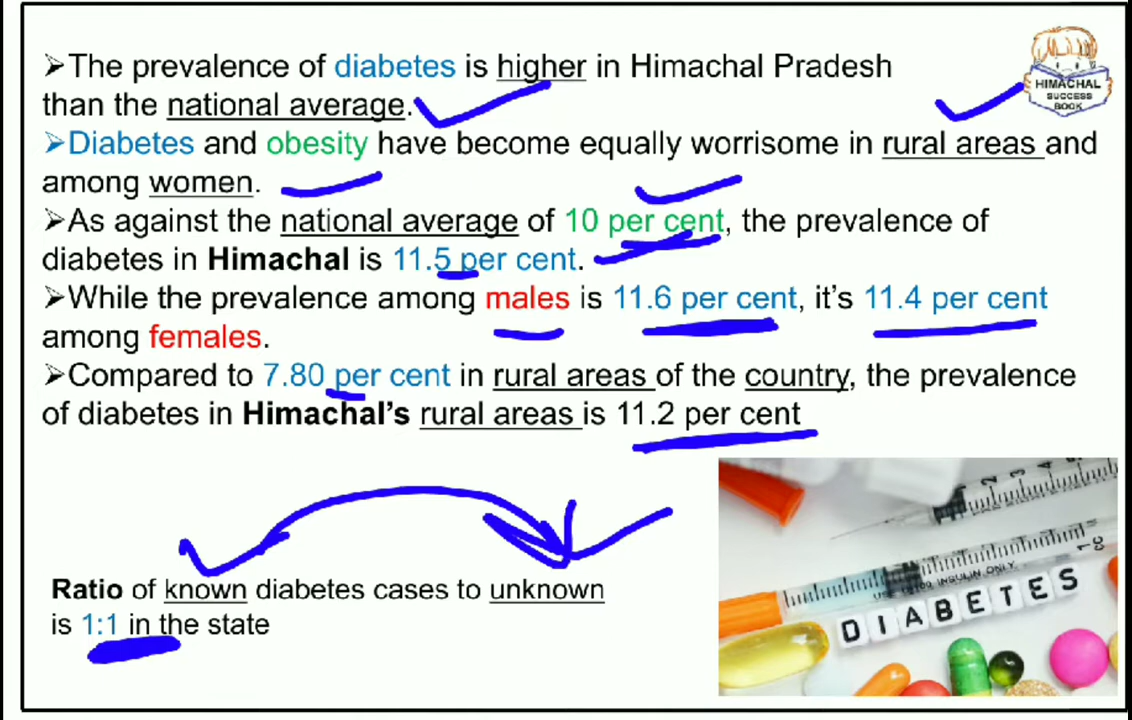 ➢The prevalence of diabetes is higher in Himachal Pradesh
than the national average.
➢Diabetes and obesity have become equally worrisome in rural areas and
among women.
➢As against the national average of 10 per cent, the prevalence of
diabetes in Himachal is 11.5 per cent.
➢While the prevalence among males is 11.6 per cent, it's 11.4 per cent
among females.
➢Compared to 7.80 per cent in rural areas of the country, the prevalence
of diabetes in Himachal's rural areas is 11.2 per cent
Ratio of known diabetes cases to unknown
is 1:1 in the state
HIMACHAL
SUCCESS
BOOK
INSULIN ONLY
1 cc
DIABETES